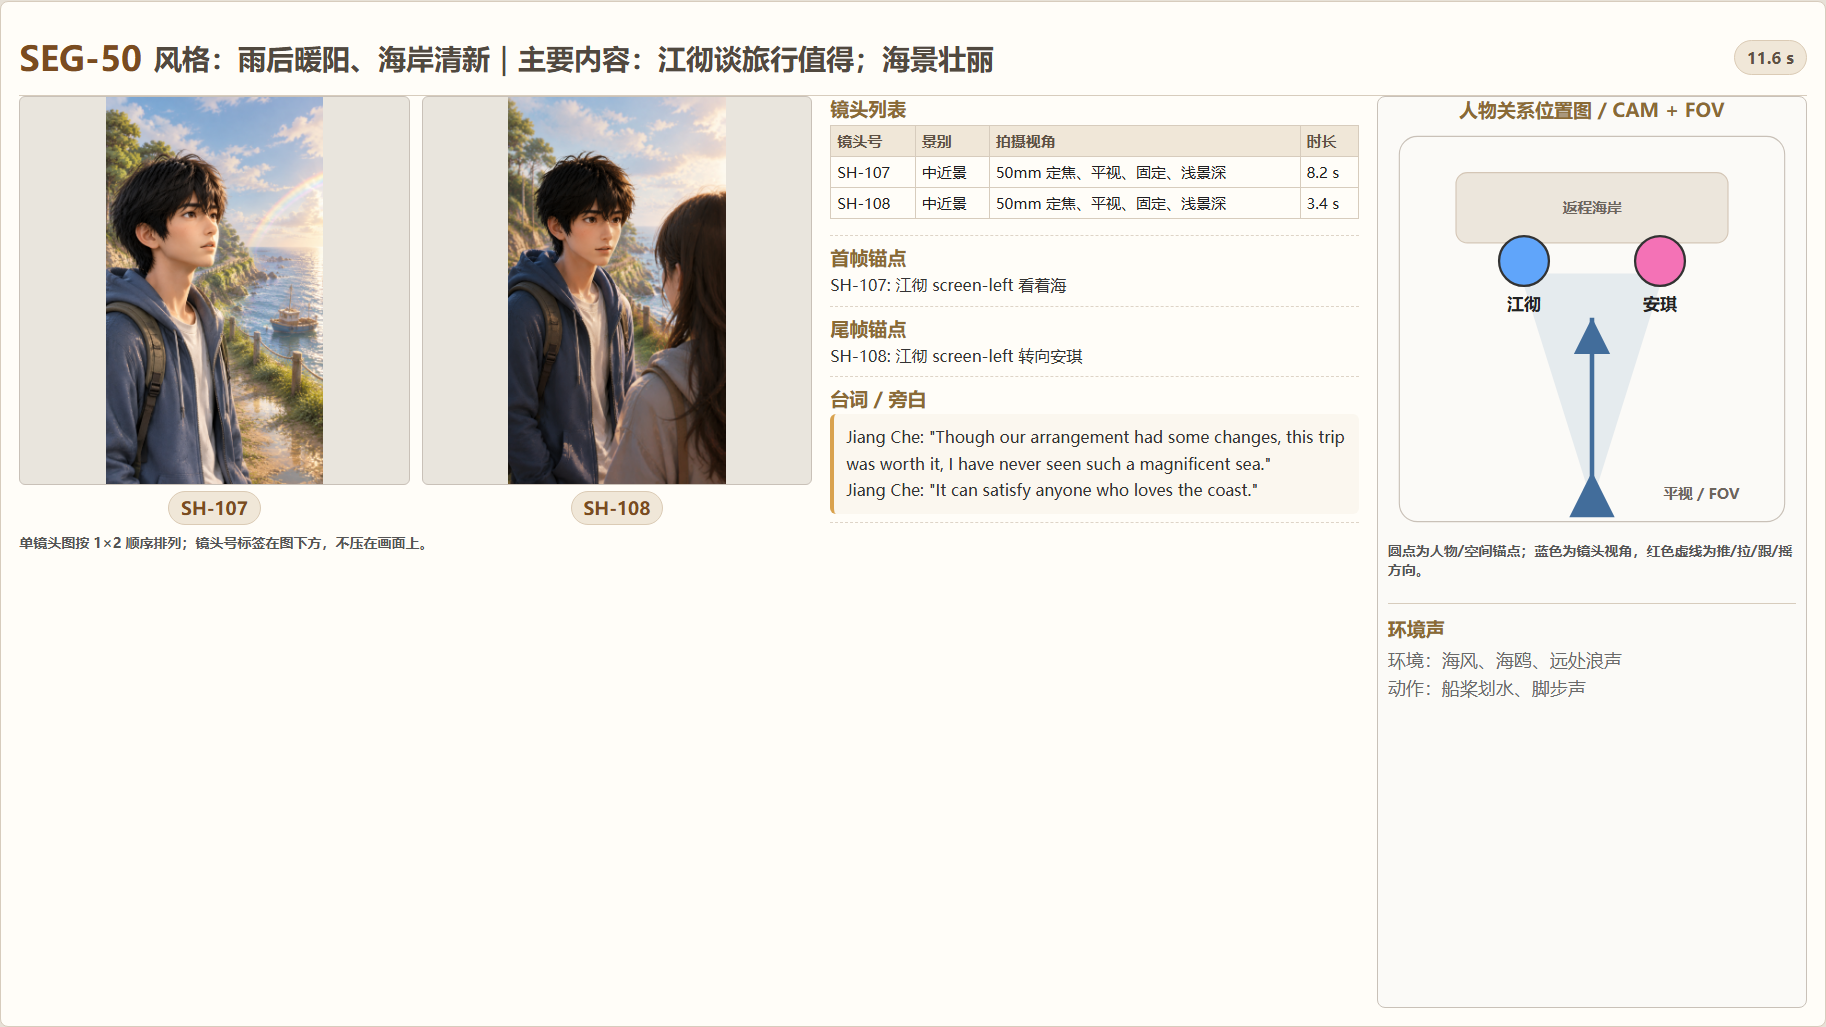 SEG-50 风格：雨后暖阳、海岸清新 | 主要内容：江彻谈旅行值得；海景壮丽
11.6 s
SH-107
SH-108
单镜头图按 1×2 顺序排列；镜头号标签在图下方，不压在画面上。
镜头列表
镜头号 景别 拍摄视角 时长
SH-107 中近景 50mm 定焦、平视、固定、浅景深 8.2 s
SH-108 中近景 50mm 定焦、平视、固定、浅景深 3.4 s
首帧锚点
SH-107: 江彻 screen-left 看着海
尾帧锚点
SH-108: 江彻 screen-left 转向安琪
台词 / 旁白
Jiang Che: "Though our arrangement had some changes, this trip
was worth it, I have never seen such a magnificent sea."
Jiang Che: "It can satisfy anyone who loves the coast."
人物关系位置图 / CAM + FOV
返程海岸
江彻
安琪
平视 / FOV
圆点为人物/空间锚点；蓝色为镜头视角，红色虚线为推/拉/跟/摇
方向。
环境声
环境：海风、海鸥、远处浪声
动作：船桨划水、脚步声